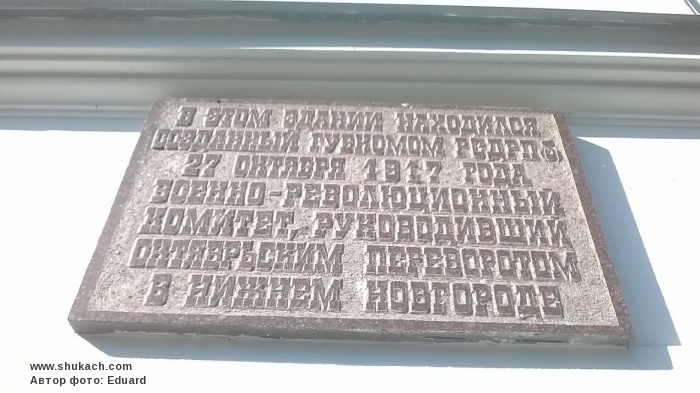 В ЭТОМ ЗДАНИИ НАХОДИЛСЯ
СОЗДАННЫЙ ГУБКОМОМ РСДРП/б/
27 ОКТЯБРЯ 1917 ГОДА
ВОЕННО-РЕВОЛЮЦИОННЫЙ
КОМИТЕТ, РУКОВОДИВШИЙ
ОКТЯБРЬСКИМ ПЕРЕВОРОТОМ
В НИЖНЕМ НОВГОРОДЕ
www.shukach.com
Автор фото: Eduard